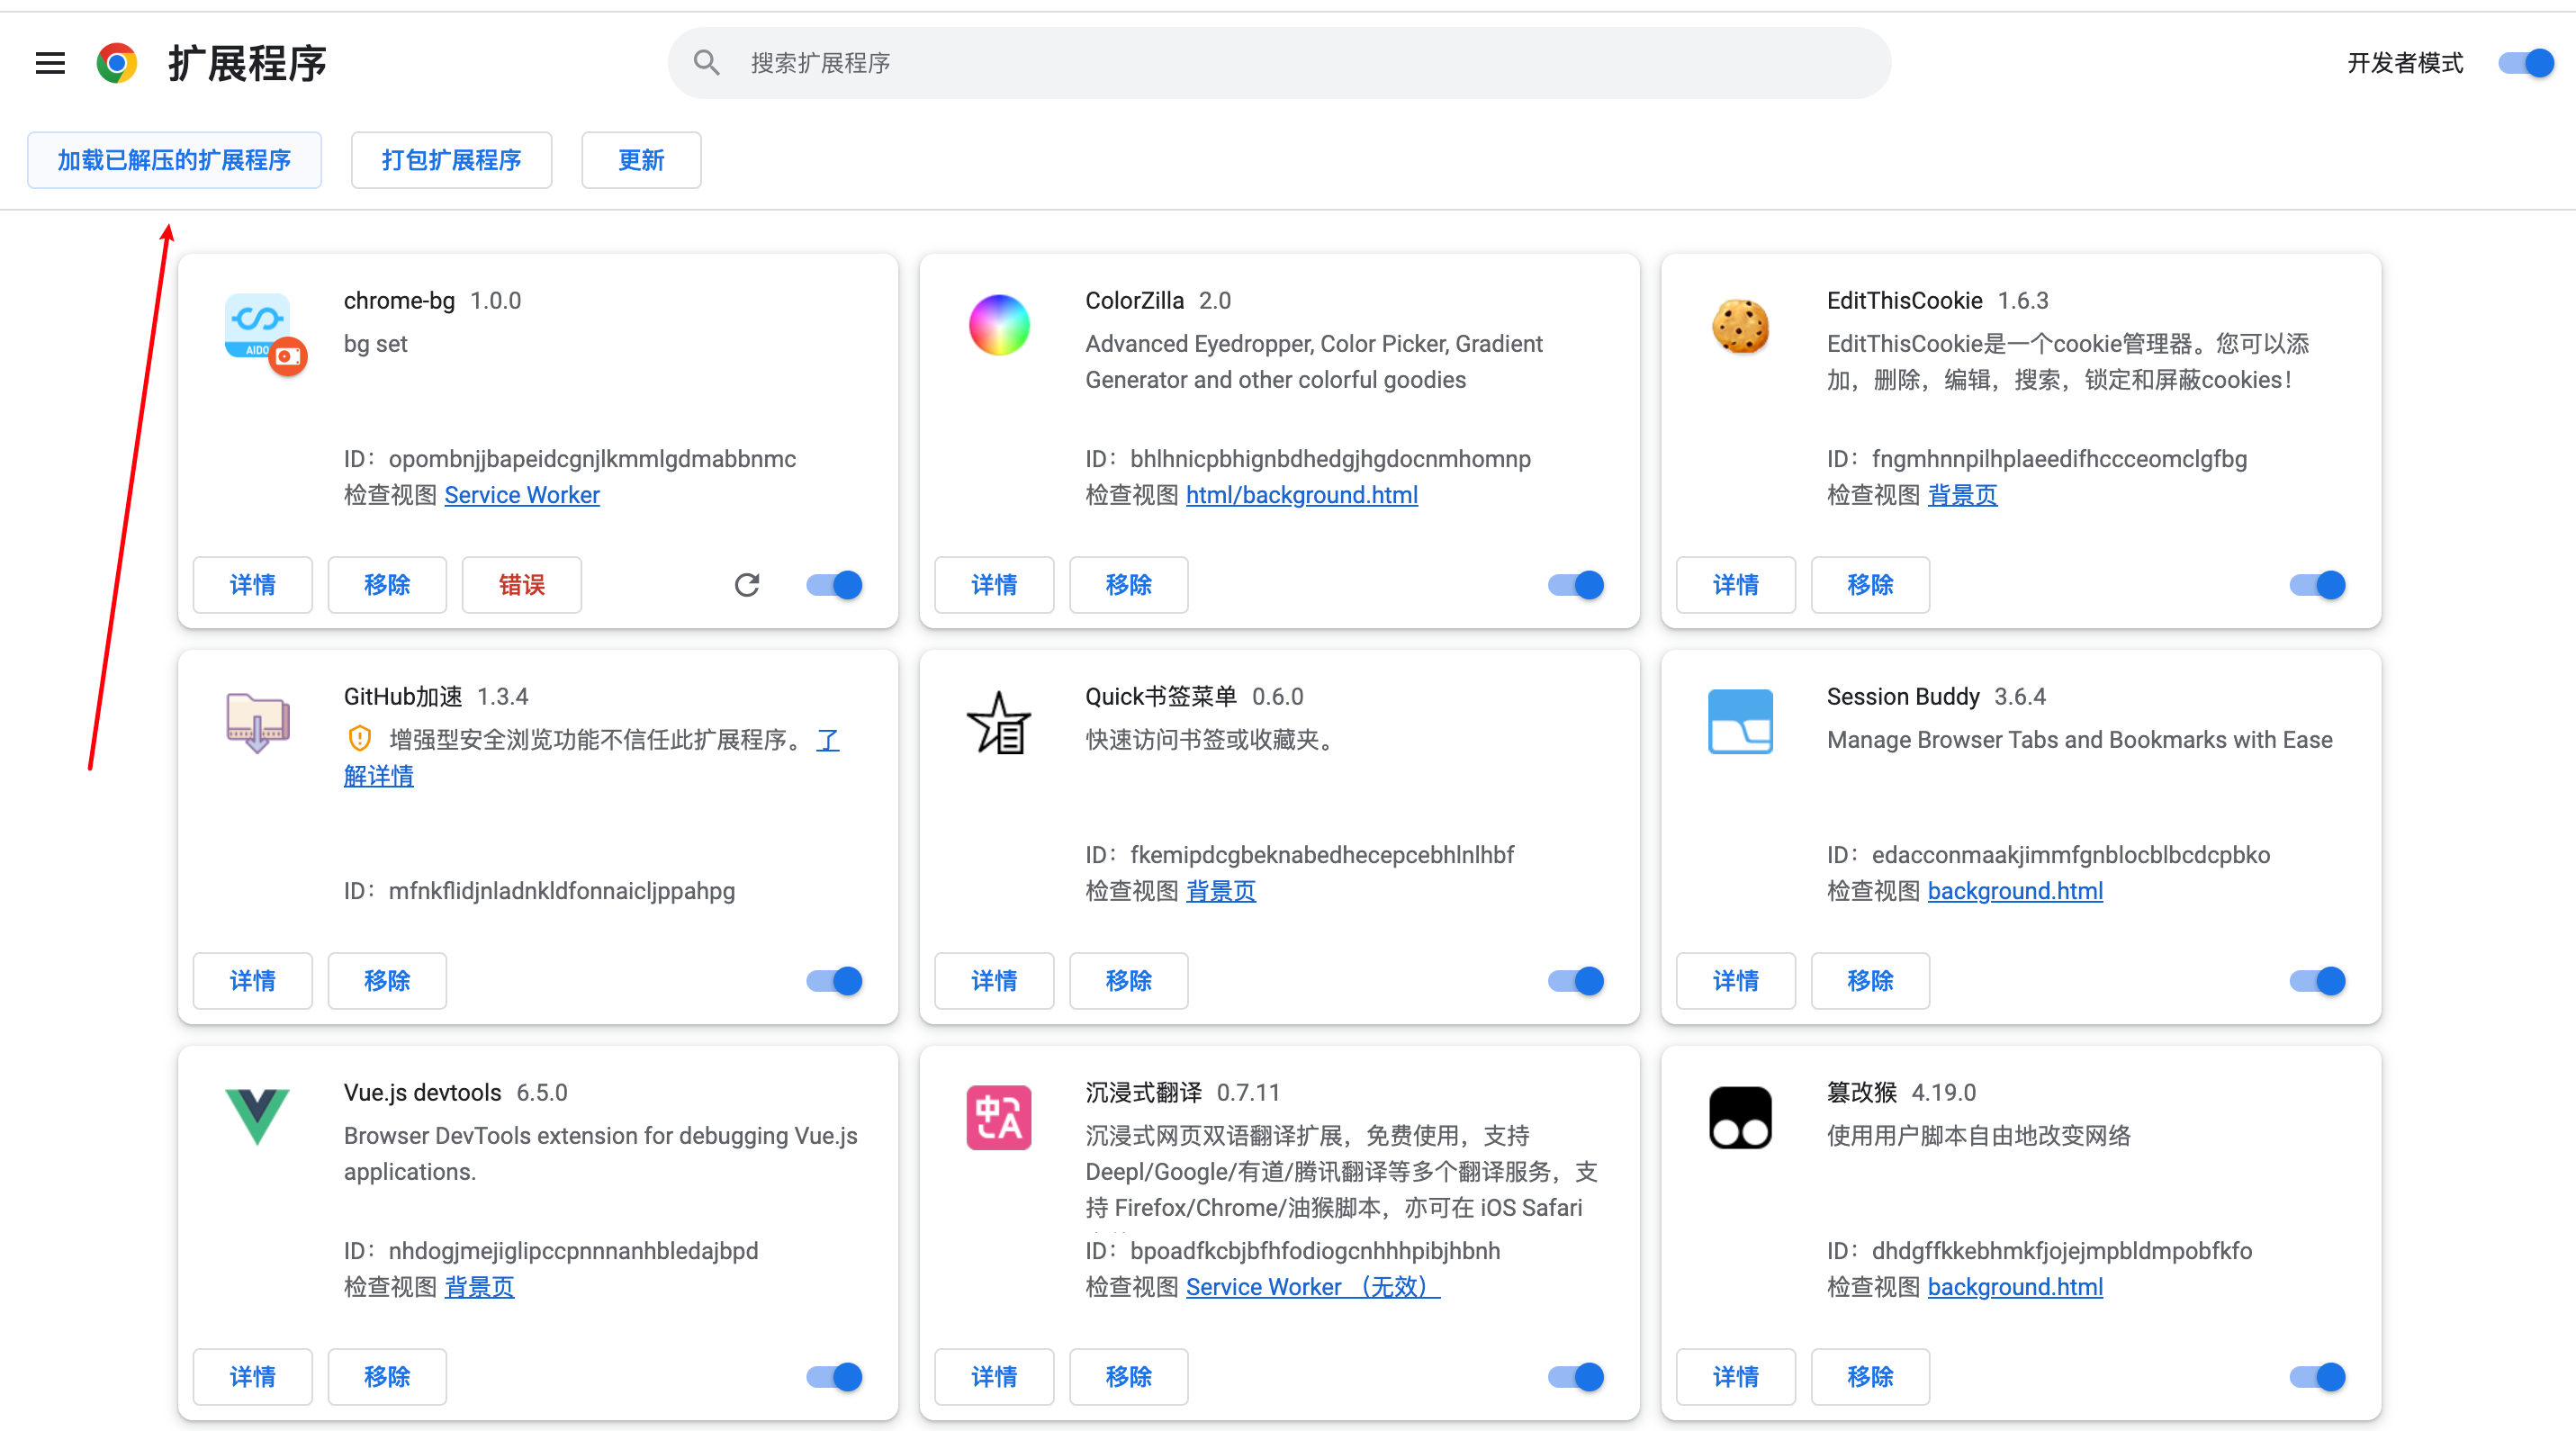 扩展程序
搜索扩展程序
开发者模式
加载已解压的扩展程序
打包扩展程序
更新
AIDO
chrome-bg 1.0.0
bg set
ID：opombnjjbapeidcgnjlkmmlgdmabbnmc
检查视图 Service Worker
详情
移除
错误
ColorZilla 2.0
Advanced Eyedropper, Color Picker, Gradient
Generator and other colorful goodies
ID：bhlhnicpbhignbdhedgjhgdocnmhomnp
检查视图 html/background.html
详情
移除
EditThisCookie 1.6.3
EditThisCookie是一个cookie管理器。您可以添
加，删除，编辑，搜索，锁定和屏蔽cookies！
ID：fngmhnnpilhplaeedifhccceomclgfbg
检查视图 背景页
详情
移除
GitHub加速 1.3.4
增强型安全浏览功能不信任此扩展程序。 了
解详情
ID：mfnkflidjnladnkldfonnaicljppahpg
详情
移除
Quick书签菜单 0.6.0
快速访问书签或收藏夹。
ID：fkemipdcgbeknabedhecepcebhlnlhbf
检查视图 背景页
详情
移除
Session Buddy 3.6.4
Manage Browser Tabs and Bookmarks with Ease
ID：edacconmaakjimmfgnblocblbcdcpbko
检查视图 background.html
详情
移除
Vue.js devtools 6.5.0
Browser DevTools extension for debugging Vue.js
applications.
ID：nhdogjmejiglipccpnnnanhbledajbpd
检查视图 背景页
详情
移除
中 A
沉浸式翻译 0.7.11
沉浸式网页双语翻译扩展，免费使用，支持
Deepl/Google/有道/腾讯翻译等多个翻译服务，支
持 Firefox/Chrome/油猴脚本，亦可在 iOS Safari
ID：bpoadfkcbjbfhfodiogcnhhhpibjhbnh
检查视图 Service Worker （无效）
详情
移除
篡改猴 4.19.0
使用用户脚本自由地改变网络
ID：dhdgffkkebhmkfjojejmpbldmpobfkfo
检查视图 background.html
详情
移除